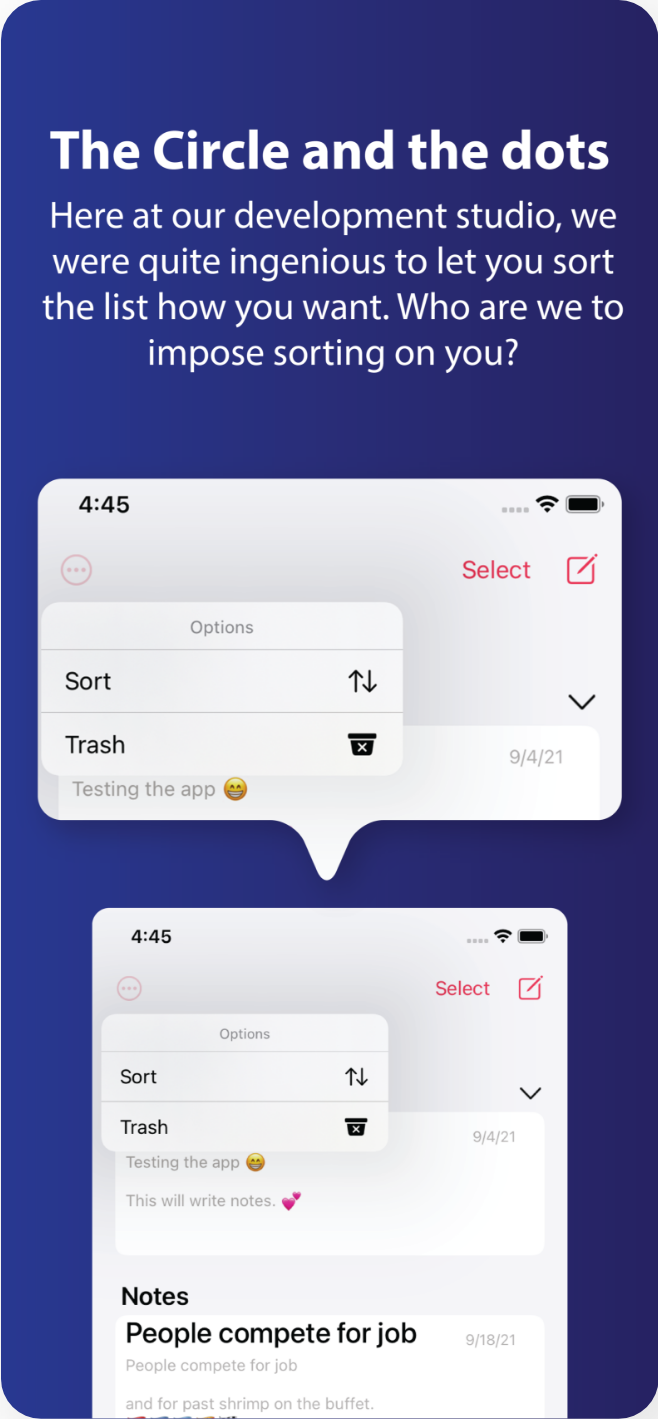 The Circle and the dots
Here at our development studio, we
were quite ingenious to let you sort
the list how you want. Who are we to
impose sorting on you?
4:45
Select
Options
Sort
Trash
9/4/21
Testing the app 😁
4:45
Select
Options
Sort
Trash
9/4/21
Testing the app 😁
This will write notes. 💕
Notes
People compete for job
9/18/21
People compete for job
and for past shrimp on the buffet.